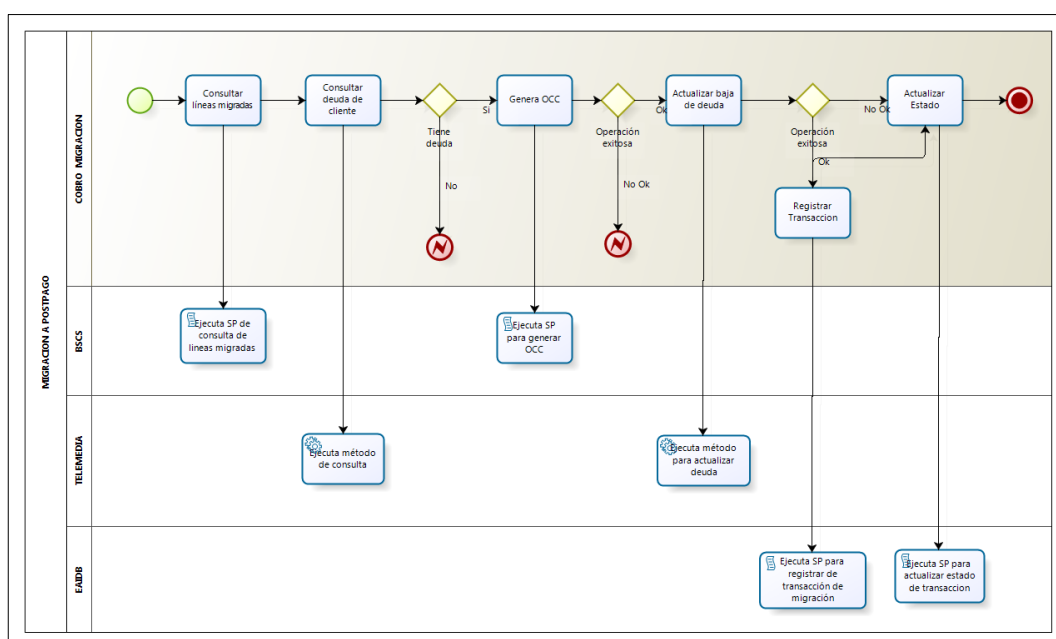 MIGRACION A POSTPAGO
COBRO MIGRACION
Consultar
líneas migradas
Consultar
deuda de
cliente
Tiene
deuda
Si
No
Genera OCC
Operación
exitosa
Ok
No Ok
Actualizar baja
de deuda
Operación
exitosa
No Ok
Ok
Actualizar
Estado
Registrar
Transaccion
BSCS
Ejecuta SP de
consulta de
lineas migradas
Ejecuta SP
para generar
OCC
TELEMEDIA
Ejecuta método
de consulta
Ejecuta método
para actualizar
deuda
EAIDB
Ejecuta SP para
registrar de
transacción de
migración
Ejecuta SP para
actualizar estado
de transaccion